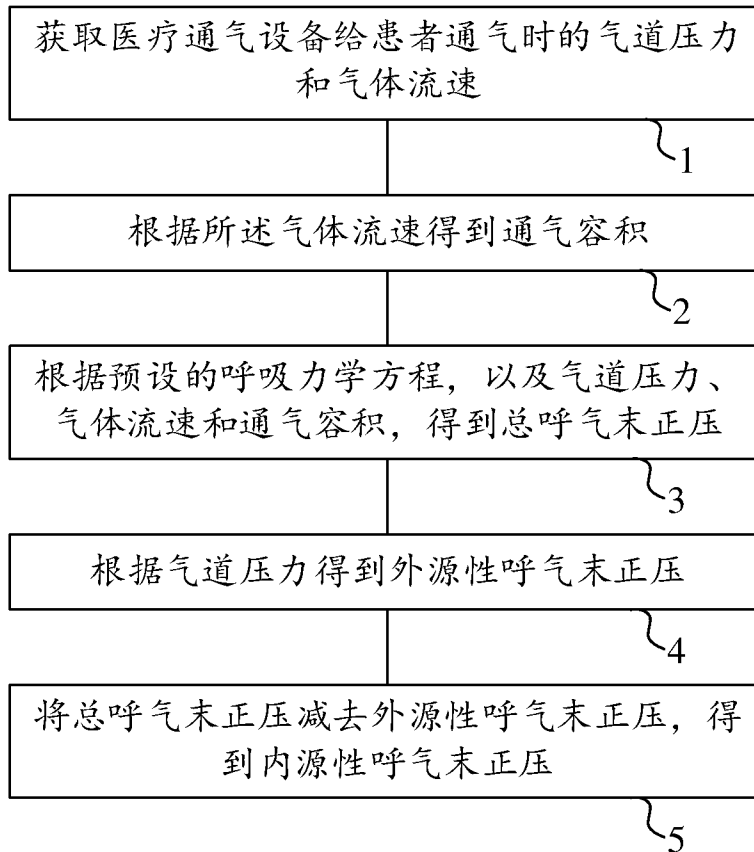 获取医疗通气设备给患者通气时的气道压力
和气体流速
1
根据所述气体流速得到通气容积
2
根据预设的呼吸力学方程，以及气道压力、
气体流速和通气容积，得到总呼气末正压
3
根据气道压力得到外源性呼气末正压
4
将总呼气末正压减去外源性呼气末正压，得
到内源性呼气末正压
5